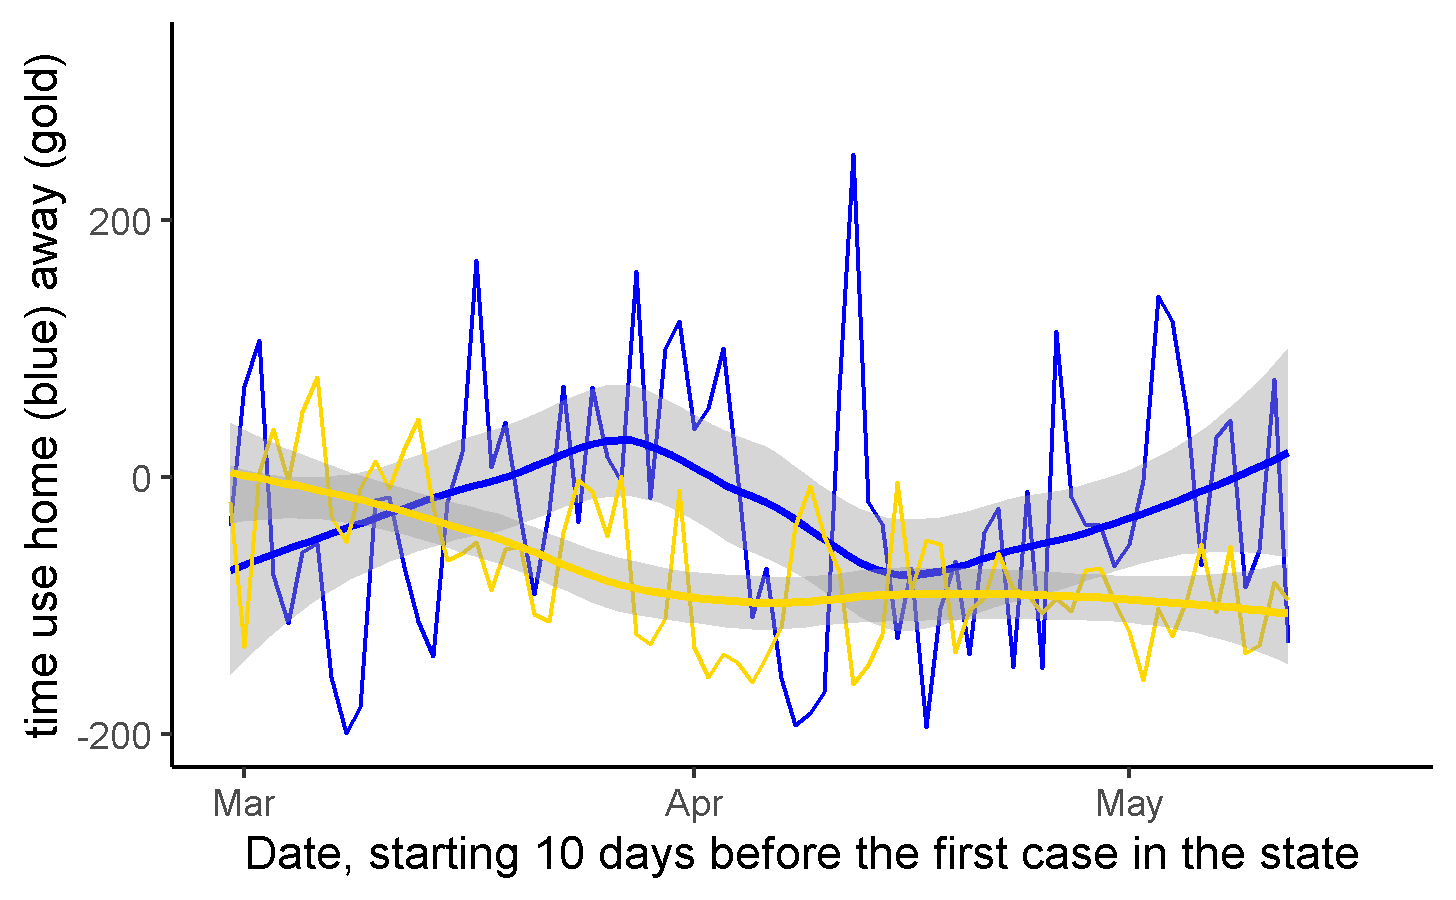 time use home (blue) away (gold)
200
0
-200
Mar Apr May
Date, starting 10 days before the first case in the state